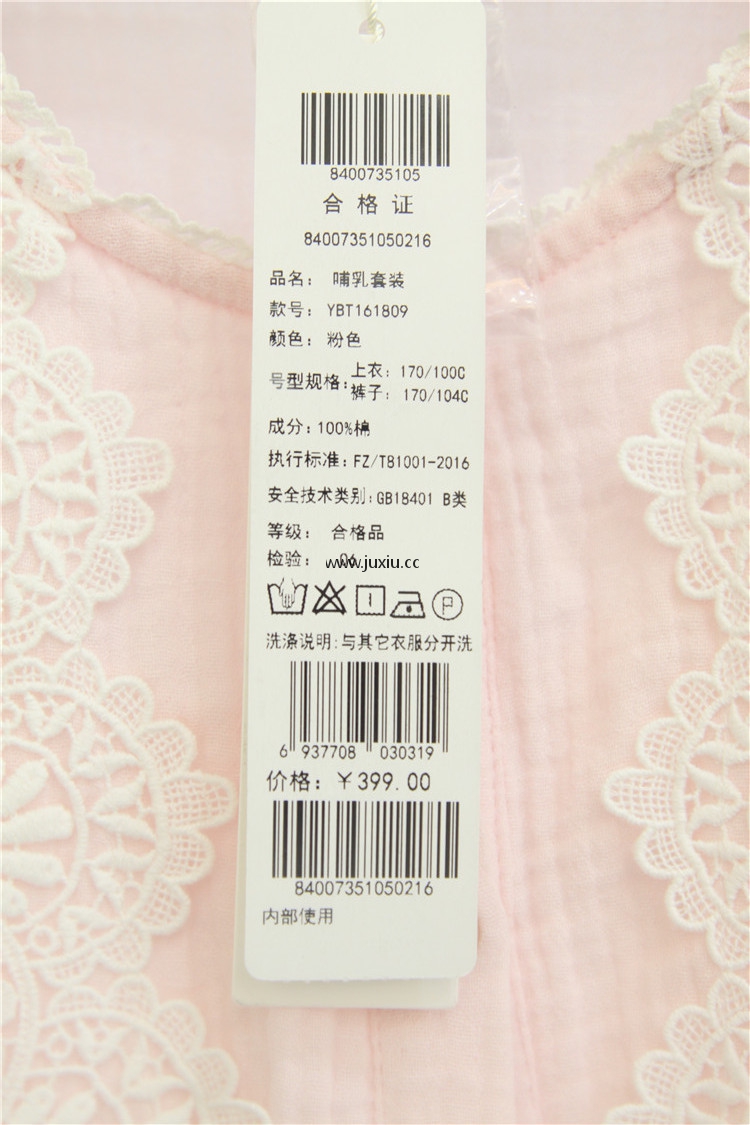 8400735105
合格证
84007351050216
品名： 哺乳套装
款号： YBT161809
颜色： 粉色
号型规格:上衣：170/100C
裤子：170/104C
成分：100%棉
执行标准：FZ/T81001-2016
安全技术类别：GB18401 B类
等级： 合格品
检验： 06
www.juxiu.cc
洗涤说明:与其它衣服分开洗
6 937708 030319
价格：￥399.00
84007351050216
内部使用